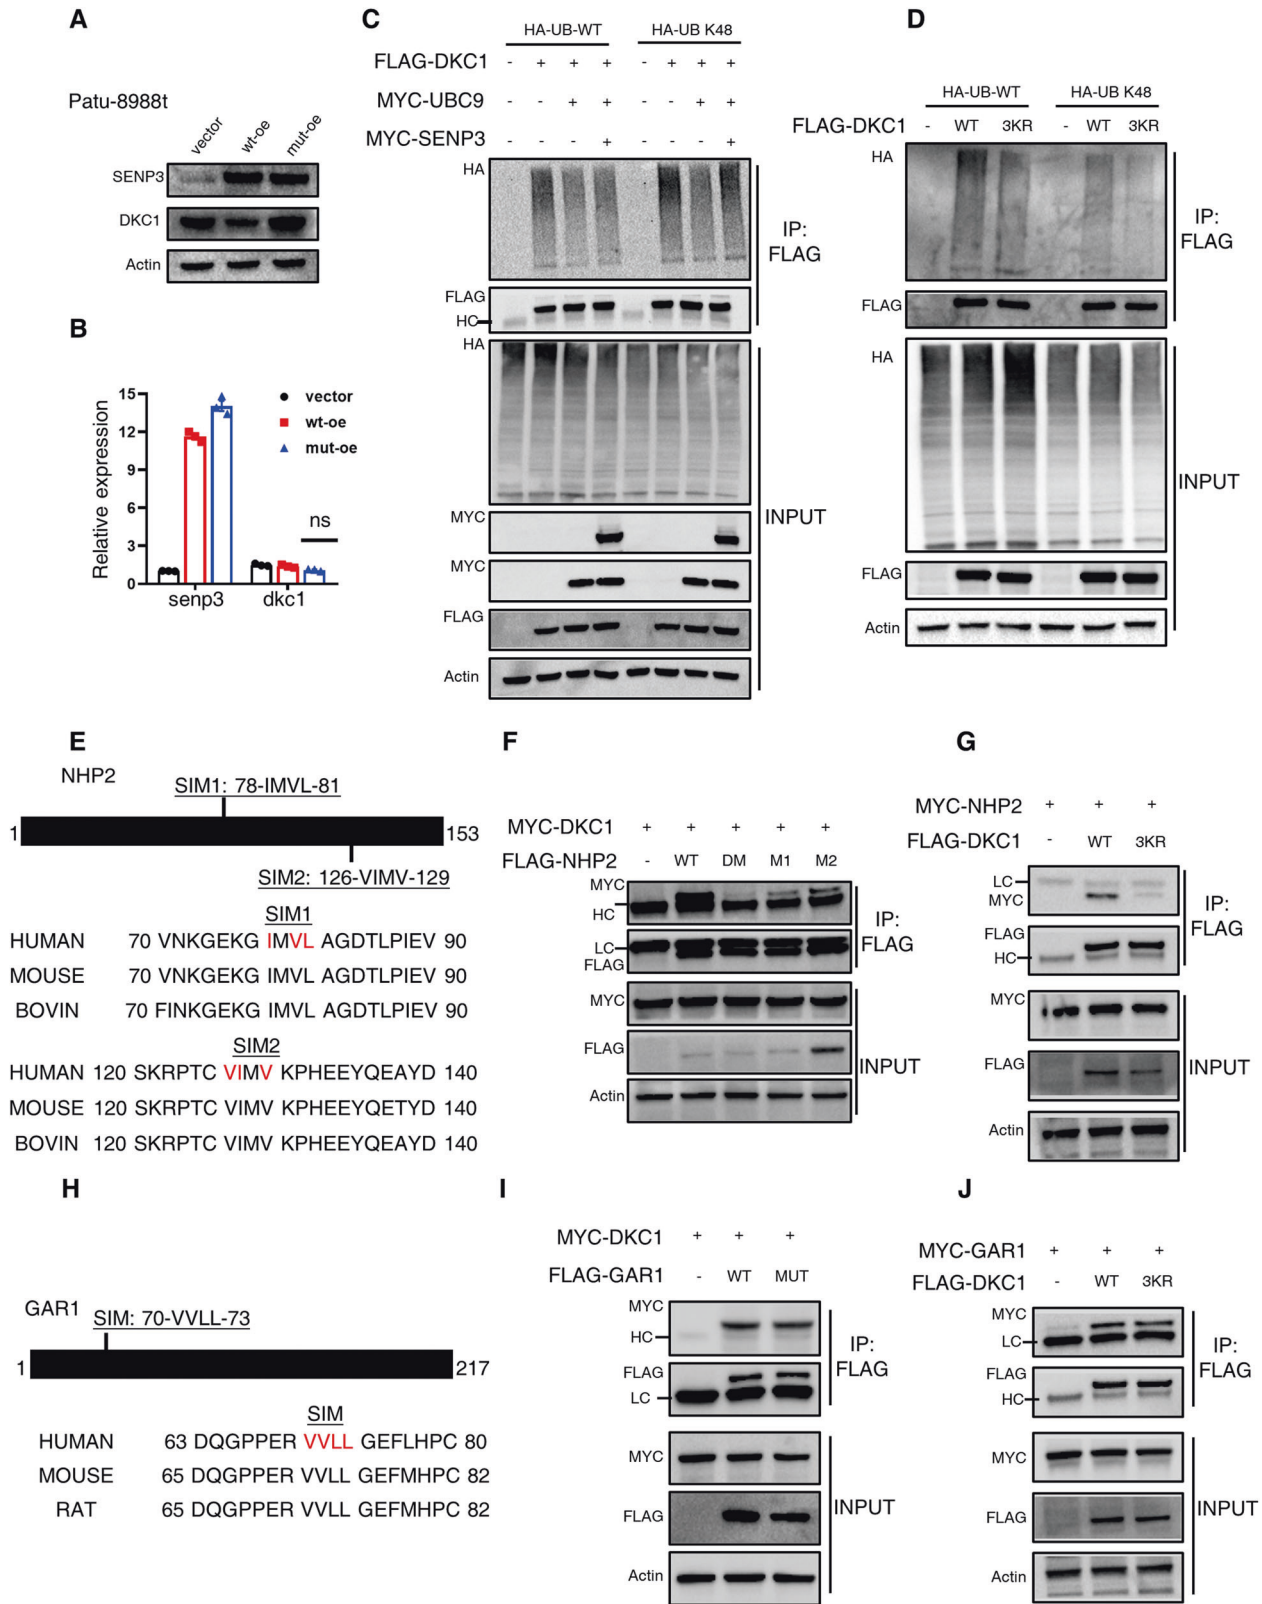 A
Patu-8988t
vector
wt-oe
mut-oe
SENP3
DKC1
Actin
B
Relative expression
15
12
9
6
3
0
vector
wt-oe
mut-oe
ns
senp3
dkc1
C
HA-UB-WT
HA-UB K48
FLAG-DKC1 - + + + - + + +
MYC-UBC9 - - + + - - + +
MYC-SENP3 - - - + - - - +
HA
FLAG
HC
IP:
FLAG
HA
MYC
MYC
FLAG
Actin
INPUT
D
HA-UB-WT
HA-UB K48
FLAG-DKC1 - WT 3KR - WT 3KR
HA
FLAG
IP:
FLAG
HA
FLAG
Actin
INPUT
E
NHP2
SIM1: 78-IMVL-81
1
153
SIM2: 126-VIMV-129
SIM1
HUMAN 70 VNKGEKG IMVL AGDTLPIEV 90
MOUSE 70 VNKGEKG IMVL AGDTLPIEV 90
BOVIN 70 FINKGEKG IMVL AGDTLPIEV 90
SIM2
HUMAN 120 SKRPTC VIMV KPHEEYQEAYD 140
MOUSE 120 SKRPTC VIMV KPHEEYQETYD 140
BOVIN 120 SKRPTC VIMV KPHEEYQEAYD 140
F
MYC-DKC1 + + + + +
FLAG-NHP2 - WT DM M1 M2
MYC
HC
LC
FLAG
IP:
FLAG
MYC
FLAG
Actin
INPUT
G
MYC-NHP2 + + +
FLAG-DKC1 - WT 3KR
LC
MYC
FLAG
HC
IP:
FLAG
MYC
FLAG
Actin
INPUT
H
GAR1
SIM: 70-VVLL-73
1
217
SIM
HUMAN 63 DQGPPER VVLL GEFLHPC 80
MOUSE 65 DQGPPER VVLL GEFMHPC 82
RAT 65 DQGPPER VVLL GEFMHPC 82
I
MYC-DKC1 + + +
FLAG-GAR1 - WT MUT
MYC
HC
FLAG
LC
IP:
FLAG
MYC
FLAG
Actin
INPUT
J
MYC-GAR1 + + +
FLAG-DKC1 - WT 3KR
MYC
LC
FLAG
HC
IP:
FLAG
MYC
FLAG
Actin
INPUT